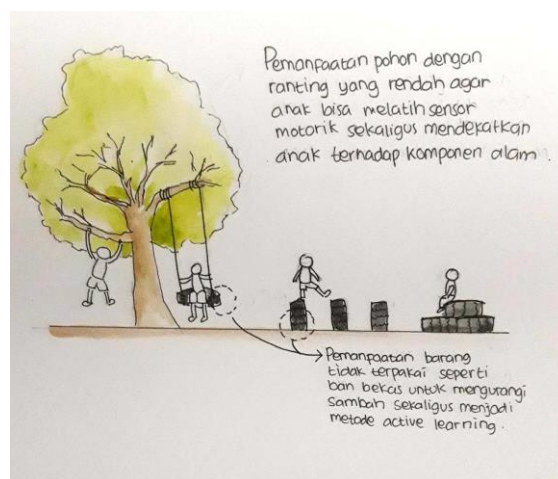 Pemanfaatan pohon dengan
ranting yang rendah agar
anak bisa melatih sensor
motorik sekaligus mendekatkan
anak terhadap komponen alam.
Pemanfaatan barang
tidak terpakai seperti
ban bekas untuk mengurangi
sambah sekaligus menjadi
metode active learning.